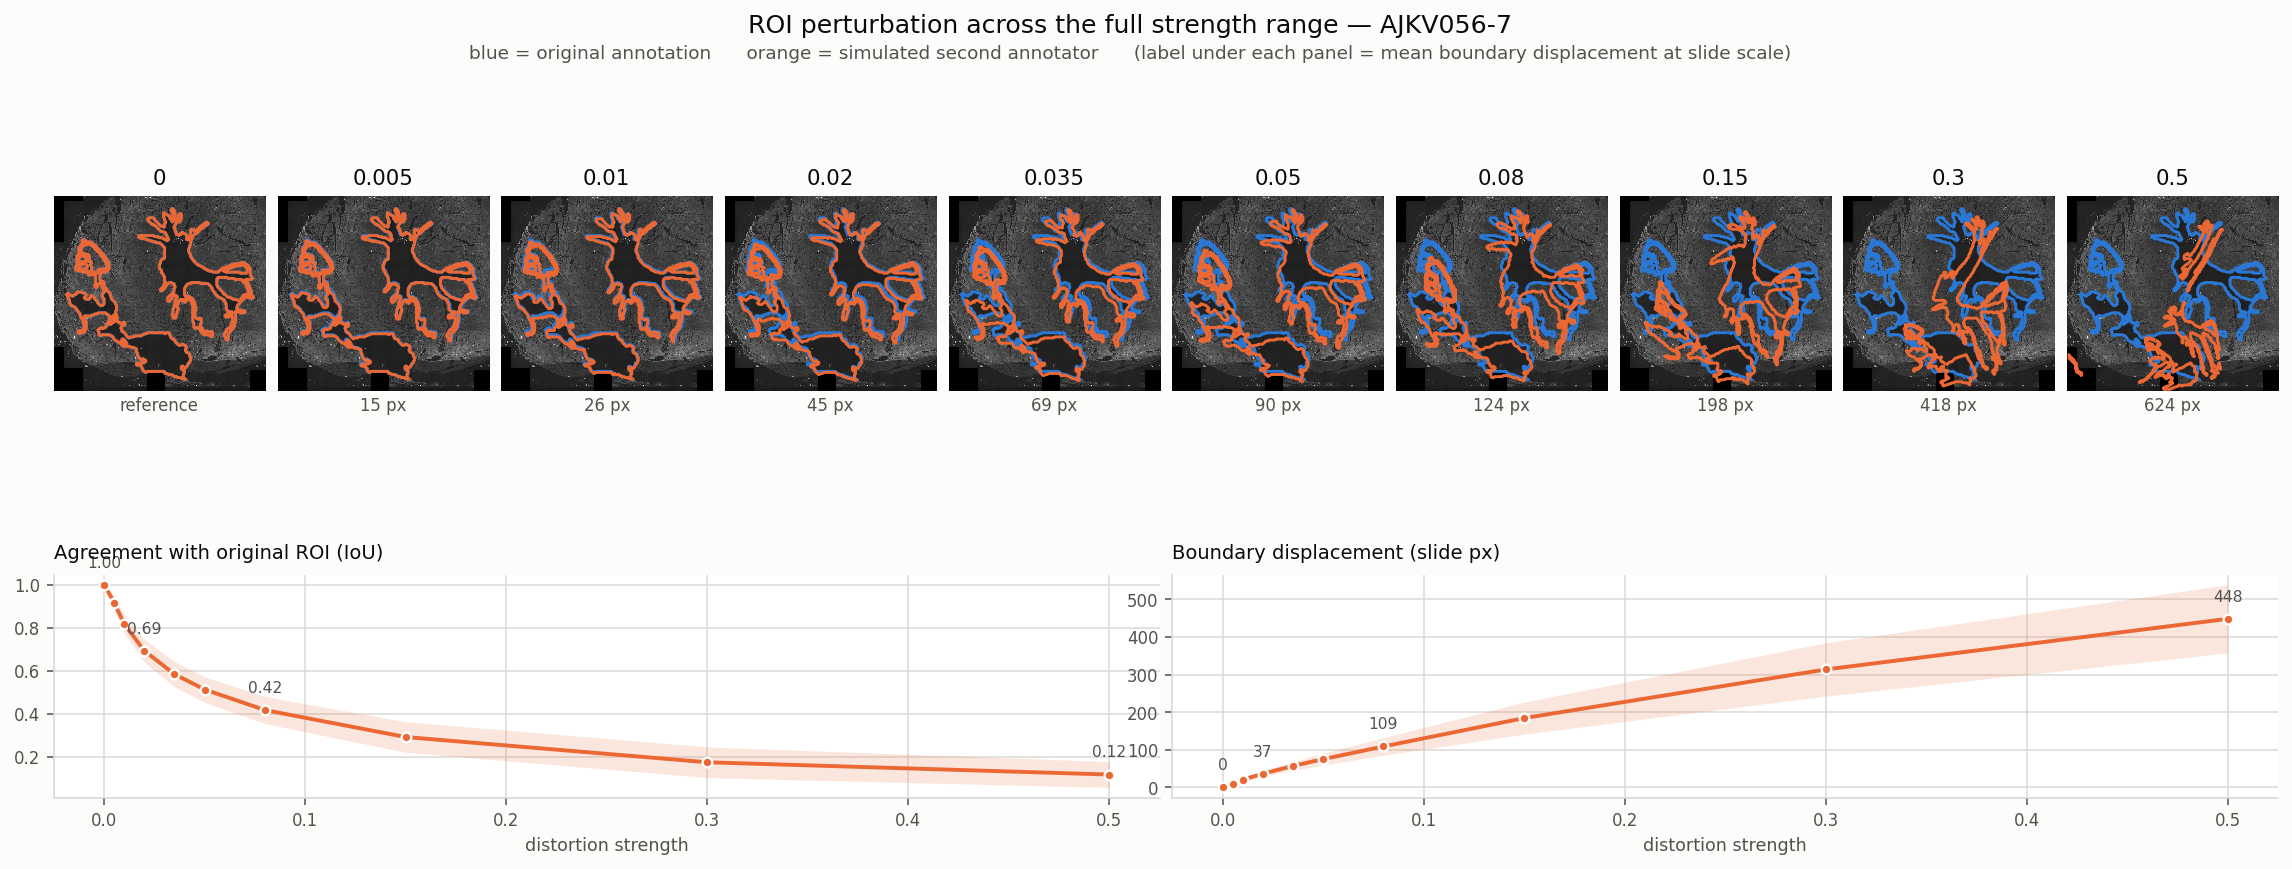 ROI perturbation across the full strength range — AJKV056-7
blue = original annotation orange = simulated second annotator (label under each panel = mean boundary displacement at slide scale)
0 0.005 0.01 0.02 0.035 0.05 0.08 0.15 0.3 0.5
reference 15 px 26 px 45 px 69 px 90 px 124 px 198 px 418 px 624 px
Agreement with original ROI (IoU)
1.00
1.0
0.8
0.6
0.4
0.2
0.69
0.42
0.12
0.0 0.1 0.2 0.3 0.4 0.5
distortion strength
Boundary displacement (slide px)
500
400
300
200
100
0
0
37
109
448
0.0 0.1 0.2 0.3 0.4 0.5
distortion strength